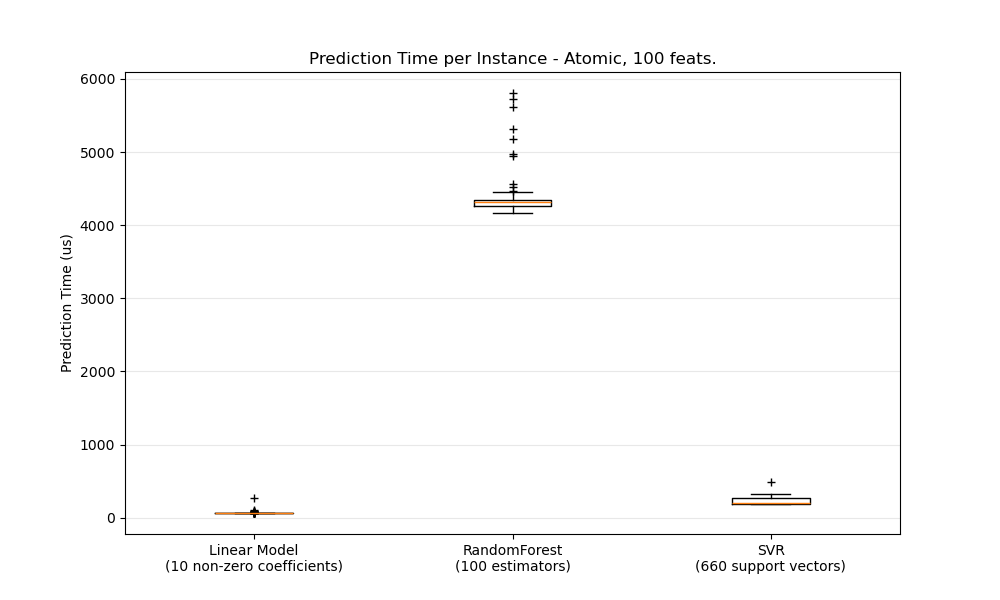 Prediction Time per Instance - Atomic, 100 feats.
Prediction Time (us)
6000
5000
4000
3000
2000
1000
0
Linear Model
(10 non-zero coefficients)
RandomForest
(100 estimators)
SVR
(660 support vectors)